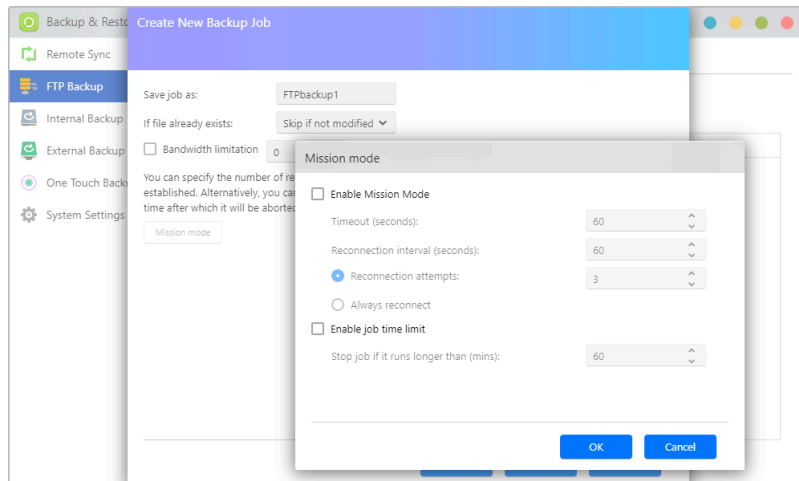 Backup & Resto
Create New Backup Job
Remote Sync
FTP Backup
Internal Backup
External Backup
One Touch Backu
System Settings
Save job as:
FTPbackup1
If file already exists:
Skip if not modified
Bandwidth limitation
0
You can specify the number of re
established. Alternatively, you can
time after which it will be aborted
Mission mode
Mission mode
Enable Mission Mode
Timeout (seconds):
60
Reconnection interval (seconds):
60
Reconnection attempts:
3
Always reconnect
Enable job time limit
Stop job if it runs longer than (mins):
60
OK
Cancel